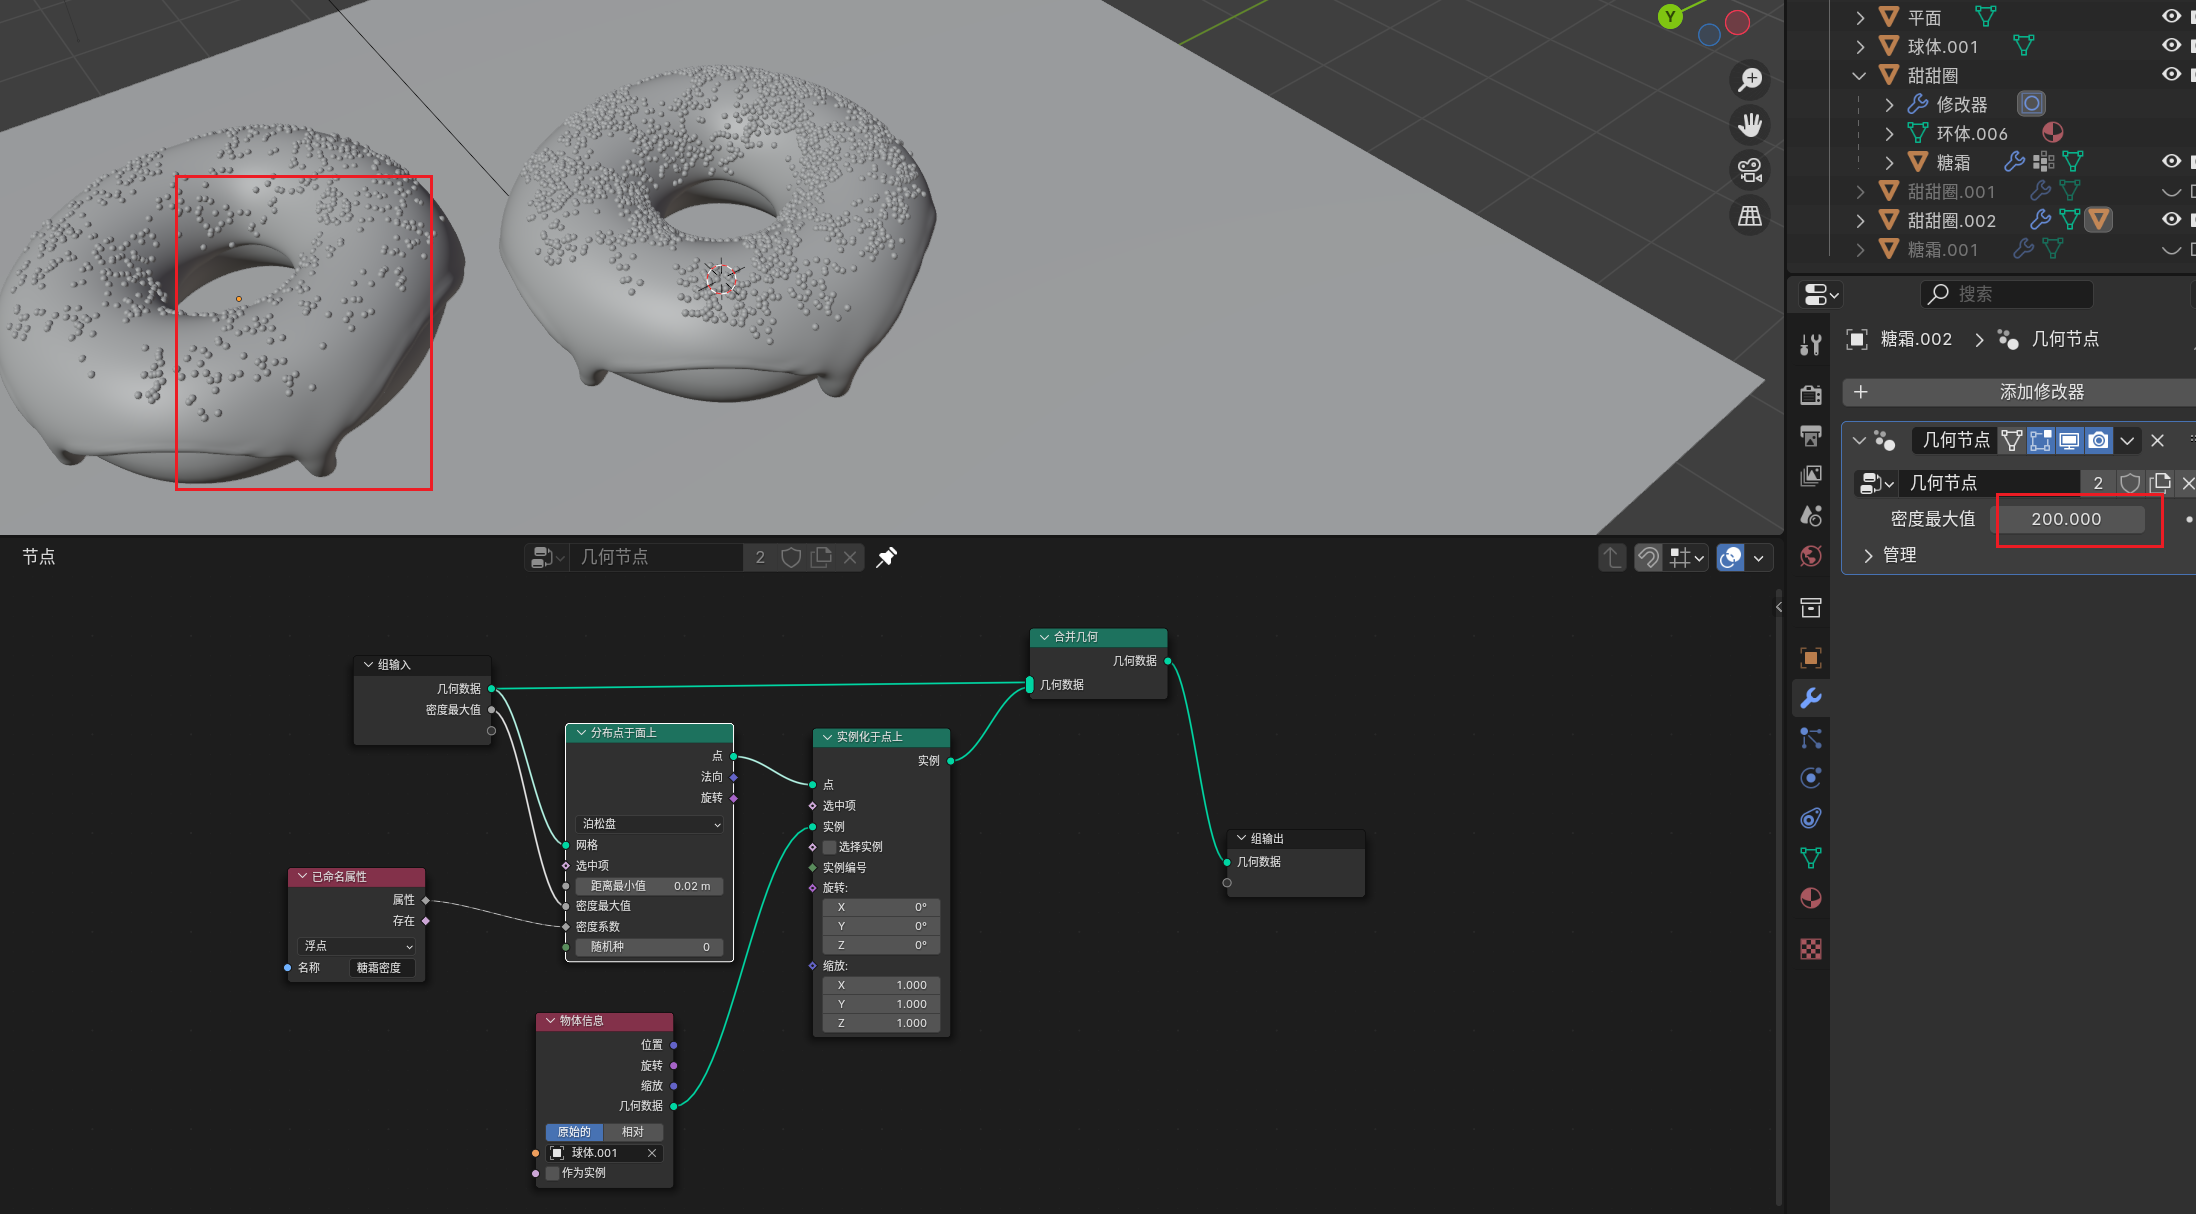 Y
平面
球体.001
甜甜圈
修改器
环体.006
糖霜
甜甜圈.001
甜甜圈.002
糖霜.001
搜索
糖霜.002
几何节点
添加修改器
几何节点
几何节点
2
密度最大值
200.000
管理
节点
几何节点
2
合并几何
几何数据
几何数据
组输入
几何数据
密度最大值
分布点于面上
点
法向
旋转
泊松盘
网格
选中项
距离最小值 0.02 m
密度最大值
密度系数
随机种 0
实例化于点上
实例
点
选中项
实例
选择实例
实例编号
旋转:
X 0°
Y 0°
Z 0°
缩放:
X 1.000
Y 1.000
Z 1.000
组输出
几何数据
已命名属性
属性
存在
浮点
名称 糖霜密度
物体信息
位置
旋转
缩放
几何数据
原始的 相对
球体.001
作为实例